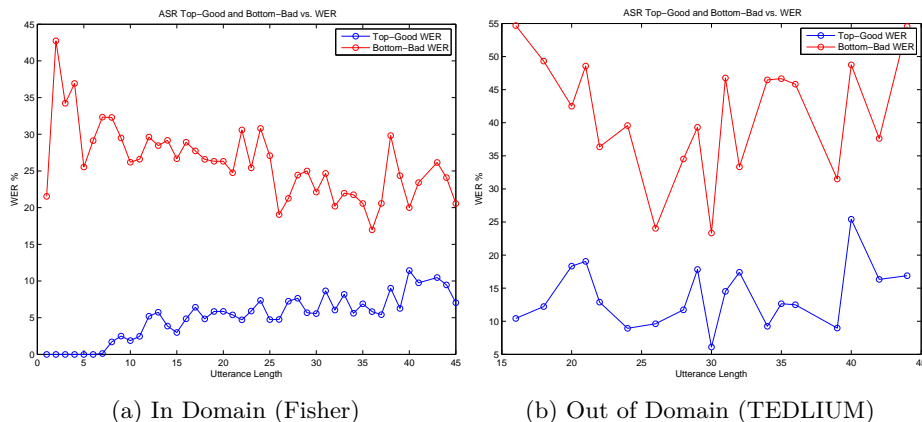 ASR Top-Good and Bottom-Bad vs. WER
45
40
35
30
25
20
15
10
5
0
WER %
Top-Good WER
Bottom-Bad WER
0 5 10 15 20 25 30 35 40 45
Utterance Length
(a) In Domain (Fisher)
ASR Top-Good and Bottom-Bad vs. WER
55
50
45
40
35
30
25
20
15
10
5
WER %
Top-Good WER
Bottom-Bad WER
15 20 25 30 35 40 45
Utterance Length
(b) Out of Domain (TEDLIUM)